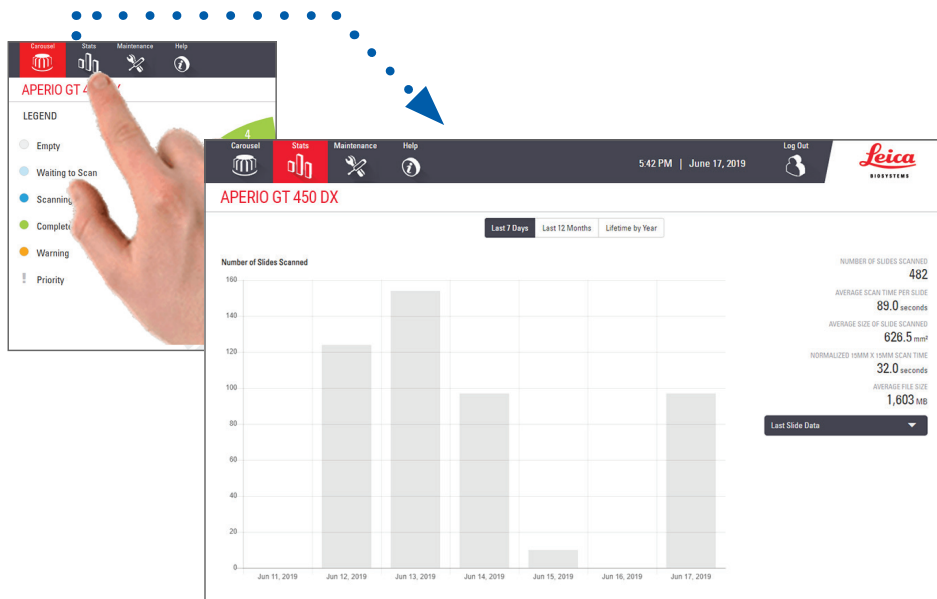 Carousel Stats Maintenance Help
APERIO GT 4
LEGEND
Empty
Waiting to Scan
Scanning
Complete
Warning
! Priority
4
Carousel Stats Maintenance Help 5:42 PM | June 17, 2019 Log Out
Leica
BIOSYSTEMS
APERIO GT 450 DX
Last 7 Days Last 12 Months Lifetime by Year
Number of Slides Scanned
160
140
120
100
80
60
40
20
0
Jun 11, 2019 Jun 12, 2019 Jun 13, 2019 Jun 14, 2019 Jun 15, 2019 Jun 16, 2019 Jun 17, 2019
NUMBER OF SLIDES SCANNED
482
AVERAGE SCAN TIME PER SLIDE
89.0 seconds
AVERAGE SIZE OF SLIDE SCANNED
626.5 mm²
NORMALIZED 15MM X 15MM SCAN TIME
32.0 seconds
AVERAGE FILE SIZE
1,603 MB
Last Slide Data